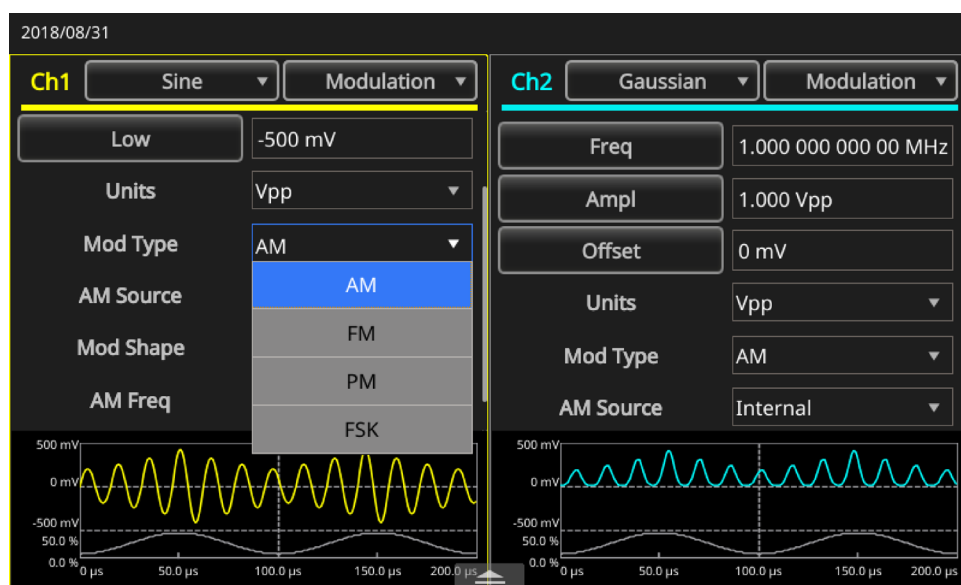 2018/08/31
Ch1 Sine Modulation
Low -500 mV
Units Vpp
Mod Type AM
AM
FM
PM
FSK
AM Source
Mod Shape
AM Freq
500 mV
0 mV
-500 mV
50.0 %
0.0 %
0 µs 50.0 µs 100.0 µs 150.0 µs 200.0 µs
Ch2 Gaussian Modulation
Freq 1.000 000 000 00 MHz
Ampl 1.000 Vpp
Offset 0 mV
Units Vpp
Mod Type AM
AM Source Internal
500 mV
0 mV
-500 mV
50.0 %
0.0 %
0 µs 50.0 µs 100.0 µs 150.0 µs 200.0 µs